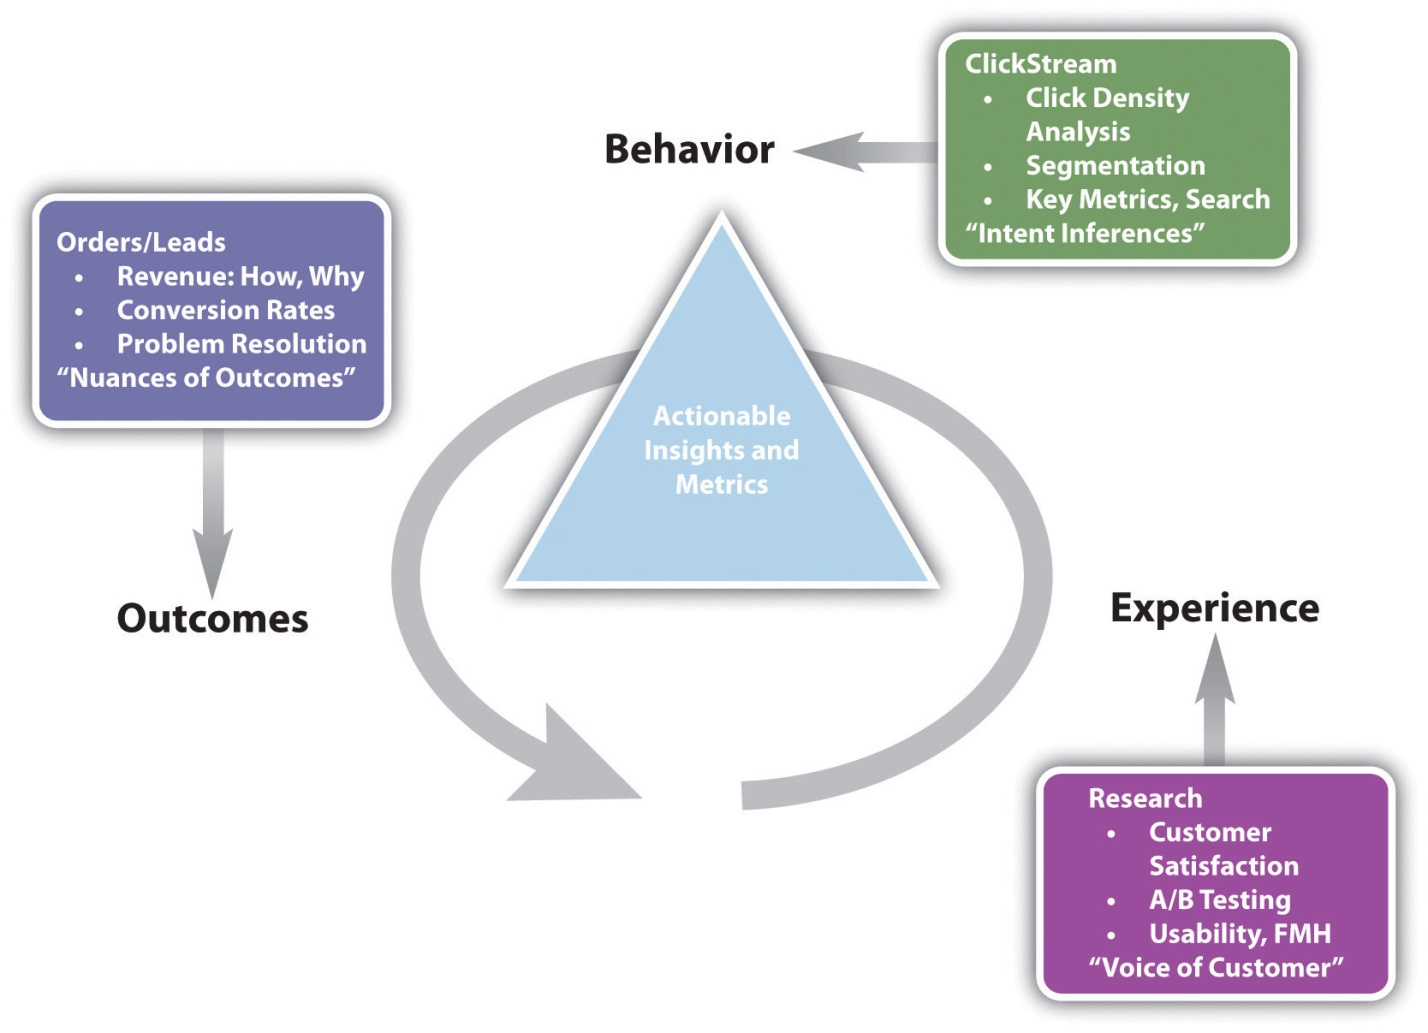 ClickStream
• Click Density
Analysis
• Segmentation
• Key Metrics, Search
“Intent Inferences”
Behavior
Orders/Leads
• Revenue: How, Why
• Conversion Rates
• Problem Resolution
“Nuances of Outcomes”
Actionable
Insights and
Metrics
Outcomes
Experience
Research
• Customer
Satisfaction
• A/B Testing
• Usability, FMH
“Voice of Customer”